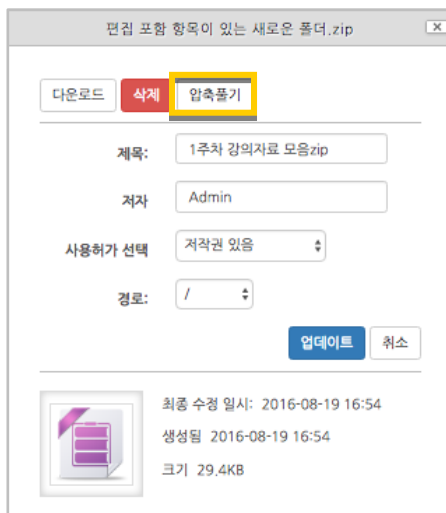 편집 포함 항목이 있는 새로운 폴더.zip
다운로드 삭제 압축풀기
제목: 1주차 강의자료 모음zip
저자 Admin
사용허가 선택 저작권 있음
경로: /
업데이트 취소
최종 수정 일시: 2016-08-19 16:54
생성됨 2016-08-19 16:54
크기 29.4KB